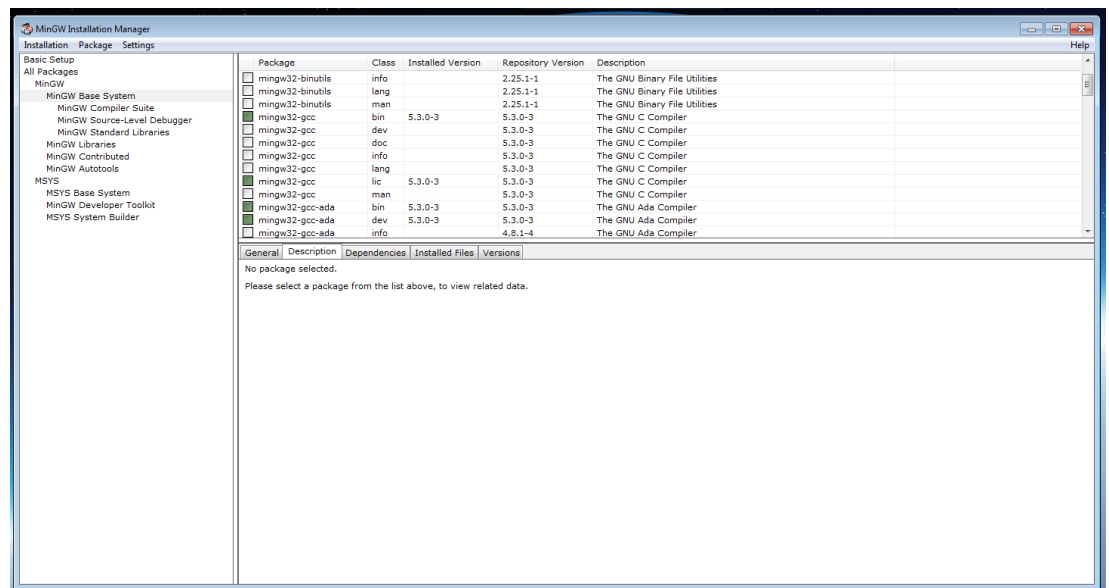 MinGW Installation Manager
Installation Package Settings Help
Basic Setup
All Packages
MinGW
MinGW Base System
MinGW Compiler Suite
MinGW Source-Level Debugger
MinGW Standard Libraries
MinGW Libraries
MinGW Contributed
MinGW Autotools
MSYS
MSYS Base System
MinGW Developer Toolkit
MSYS System Builder
Package Class Installed Version Repository Version Description
mingw32-binutils info 2.25.1-1 The GNU Binary File Utilities
mingw32-binutils lang 2.25.1-1 The GNU Binary File Utilities
mingw32-binutils man 2.25.1-1 The GNU Binary File Utilities
mingw32-gcc bin 5.3.0-3 5.3.0-3 The GNU C Compiler
mingw32-gcc dev 5.3.0-3 The GNU C Compiler
mingw32-gcc doc 5.3.0-3 The GNU C Compiler
mingw32-gcc info 5.3.0-3 The GNU C Compiler
mingw32-gcc lang 5.3.0-3 The GNU C Compiler
mingw32-gcc lic 5.3.0-3 5.3.0-3 The GNU C Compiler
mingw32-gcc man 5.3.0-3 The GNU C Compiler
mingw32-gcc-ada bin 5.3.0-3 5.3.0-3 The GNU Ada Compiler
mingw32-gcc-ada dev 5.3.0-3 5.3.0-3 The GNU Ada Compiler
mingw32-gcc-ada info 4.8.1-4 The GNU Ada Compiler
General Description Dependencies Installed Files Versions
No package selected.
Please select a package from the list above, to view related data.